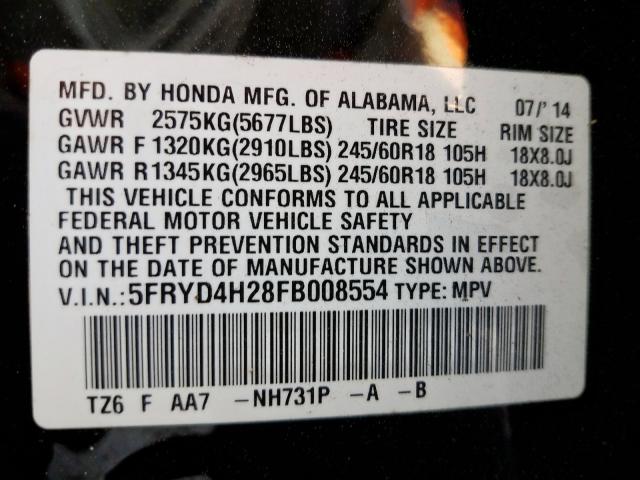 MFD. BY HONDA MFG. OF ALABAMA, LLC 07/'14
GVWR 2575KG(5677LBS) TIRE SIZE RIM SIZE
GAWR F 1320KG(2910LBS) 245/60R18 105H 18X8.0J
GAWR R1345KG(2965LBS) 245/60R18 105H 18X8.0J
THIS VEHICLE CONFORMS TO ALL APPLICABLE
FEDERAL MOTOR VEHICLE SAFETY
AND THEFT PREVENTION STANDARDS IN EFFECT
ON THE DATE OF MANUFACTURE SHOWN ABOVE.
V.I.N.: 5FRYD4H28FB008554 TYPE: MPV
TZ6 F AA7 -NH731P -A -B